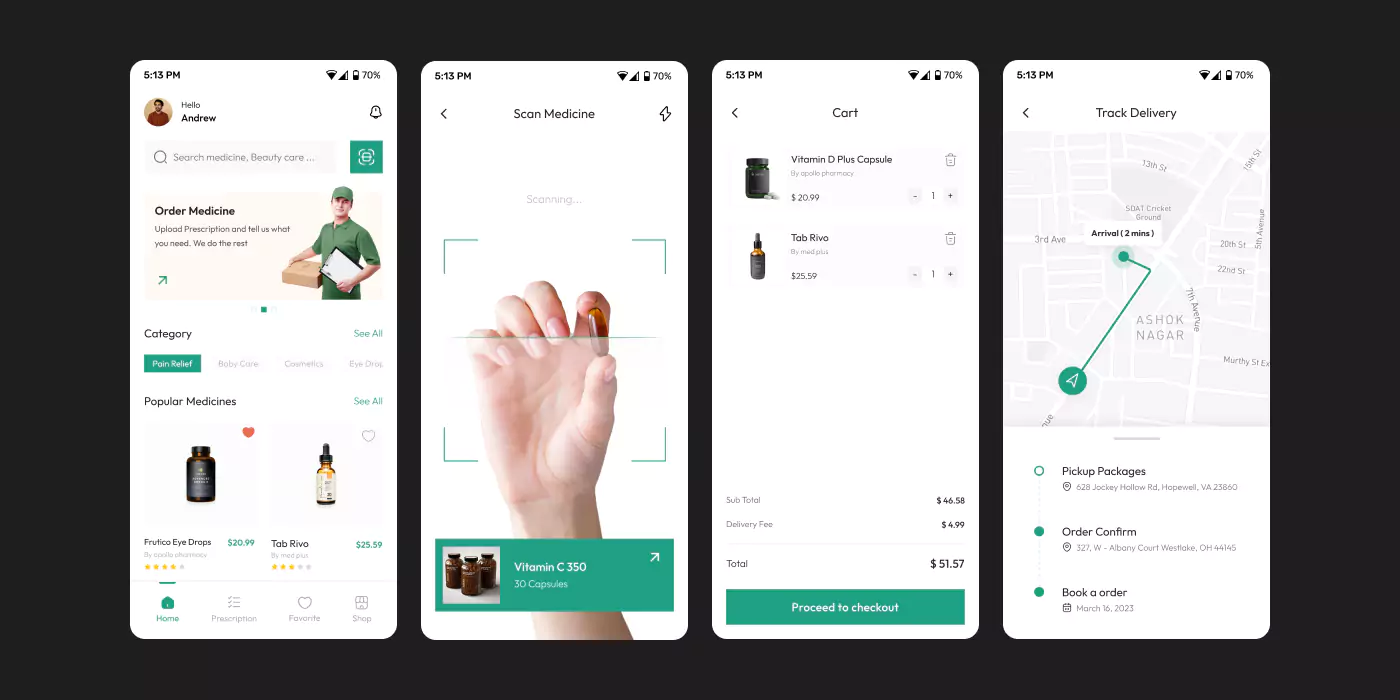 5:13 PM
70%
Hello
Andrew
Search medicine, Beauty care ...
Order Medicine
Upload Prescription and tell us what
you need. We do the rest
Category
See All
Pain Relief
Baby Care
Cosmetics
Eye Drop
Popular Medicines
See All
Frutico Eye Drops
$20.99
By apollo pharmacy
Tab Rivo
$25.59
By med plus
Home
Prescription
Favorite
Shop
5:13 PM
70%
Scan Medicine
Scanning...
Vitamin C 350
30 Capsules
5:13 PM
70%
Cart
Vitamin D Plus Capsule
By apollo pharmacy
$ 20.99
- 1 +
Tab Rivo
By med plus
$25.59
- 1 +
Sub Total
$ 46.58
Delivery Fee
$ 4.99
Total
$ 51.57
Proceed to checkout
5:13 PM
70%
Track Delivery
13th St
15th St
SDAT Cricket
Ground
Arrival ( 2 mins )
3rd Ave
5th Avenue
20th St
22nd St
7th Avenue
ASHOK
NAGAR
Murthy St Ex
nue
Pickup Packages
628 Jockey Hollow Rd, Hopewell, VA 23860
Order Confirm
327, W - Albany Court Westlake, OH 44145
Book a order
March 16, 2023